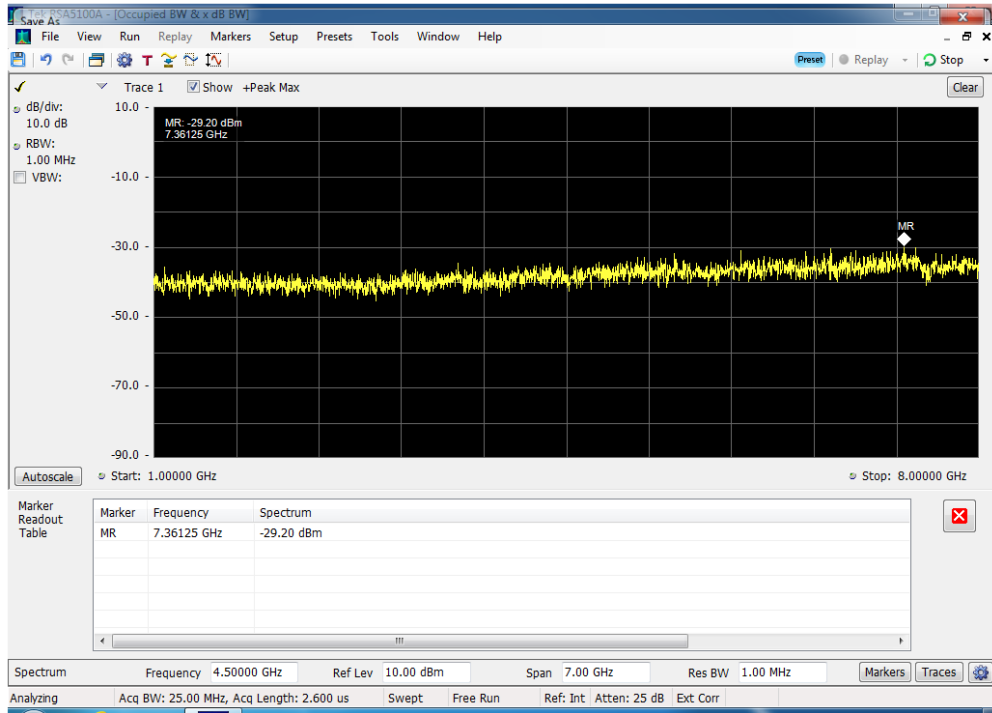 Tek RSA5100A - [Occupied BW & x dB BW]
Save As
File View Run Replay Markers Setup Presets Tools Window Help
T Preset Replay Stop
Trace 1 Show +Peak Max Clear
dB/div:
10.0 dB
RBW:
1.00 MHz
VBW:
10.0
-10.0
-30.0
-50.0
-70.0
-90.0
MR: -29.20 dBm
7.36125 GHz
MR
Autoscale Start: 1.00000 GHz Stop: 8.00000 GHz
Marker
Readout
Table
Marker Frequency Spectrum
MR 7.36125 GHz -29.20 dBm
Spectrum Frequency 4.50000 GHz Ref Lev 10.00 dBm Span 7.00 GHz Res BW 1.00 MHz Markers Traces
Analyzing Acq BW: 25.00 MHz, Acq Length: 2.600 us Swept Free Run Ref: Int Atten: 25 dB Ext Corr